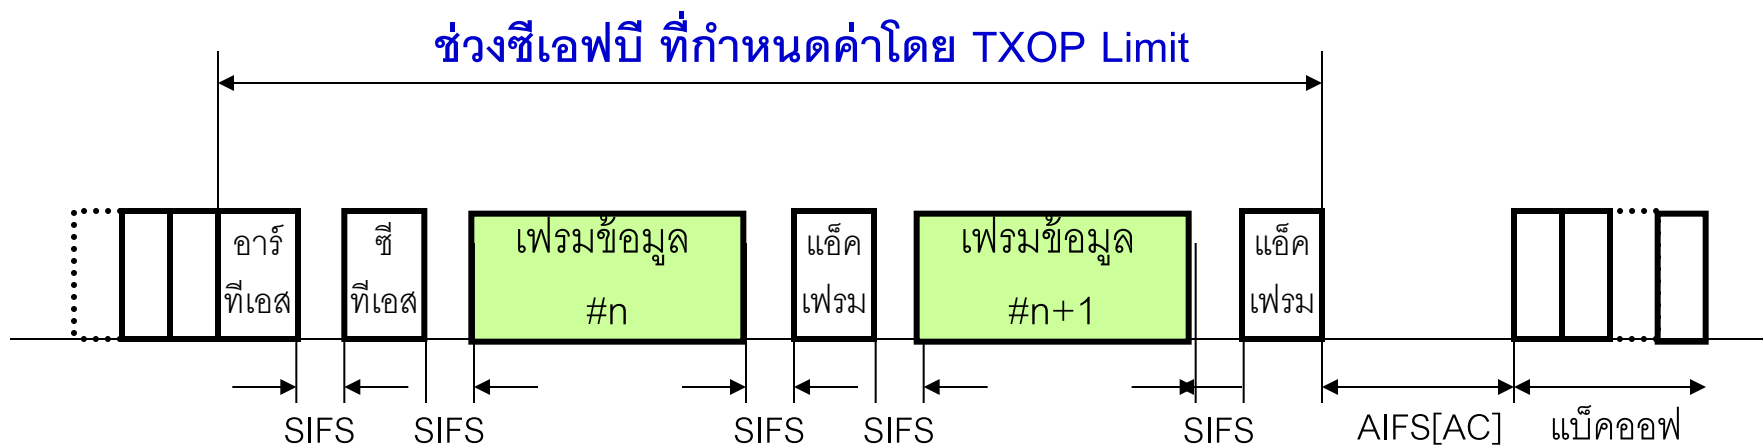 ช่วงซีเอฟบี ที่กำหนดค่าโดย TXOP Limit
อาร์
ทีเอส
ซี
ทีเอส
เฟรมข้อมูล
#n
แอ็ค
เฟรม
เฟรมข้อมูล
#n+1
แอ็ค
เฟรม
SIFS
SIFS
SIFS
SIFS
SIFS
AIFS[AC]
แบ็คออฟ